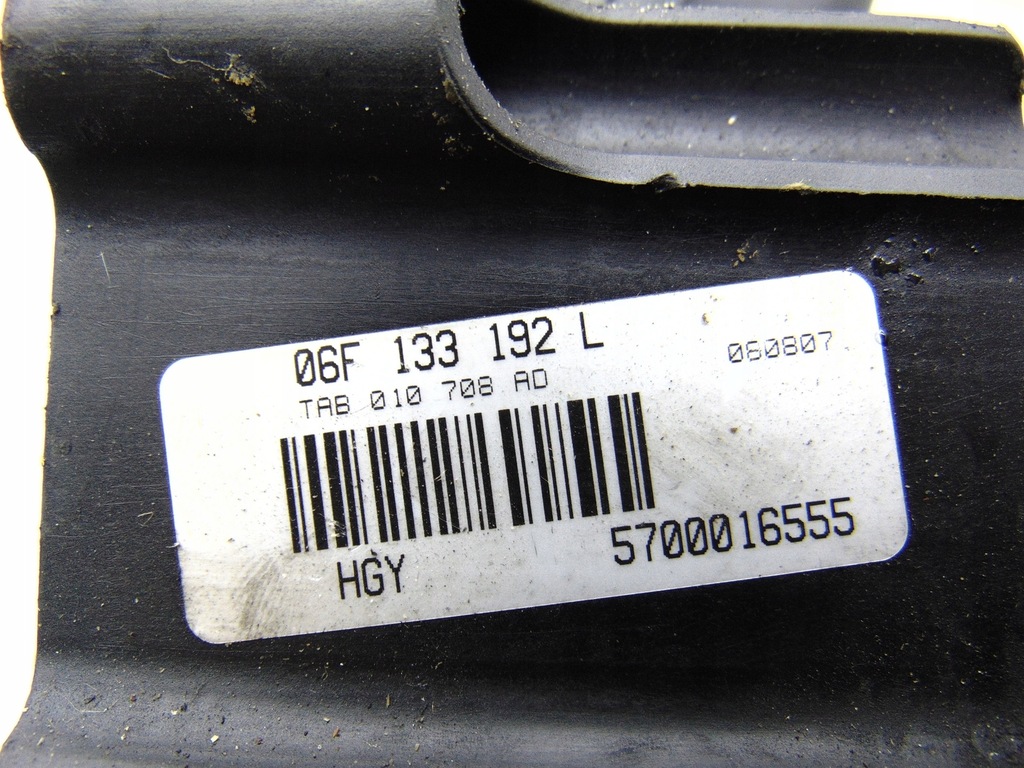 06F 133 192 L
060807
TAB 010 708 AD
HGY
5700016555